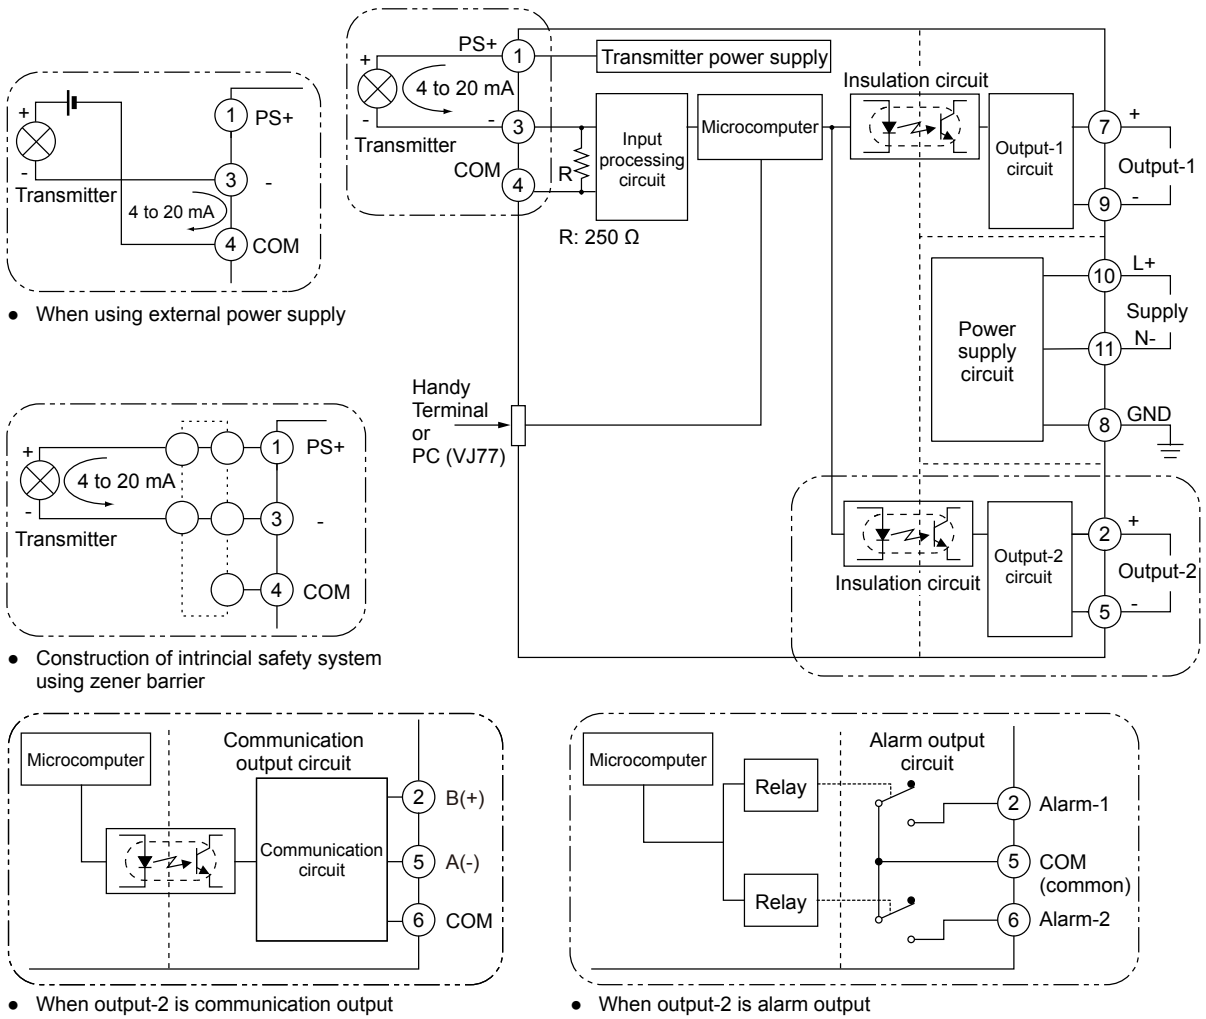 PS+
1
Transmitter power supply
+
4 to 20 mA
-
-
Transmitter
3
COM
4
R
R: 250 Ω
Input
processing
circuit
Microcomputer
Insulation circuit
Output-1
circuit
7
+
Output-1
9
-
10
L+
Supply
11
N-
Power
supply
circuit
8
GND
Handy
Terminal
or
PC (VJ77)
Insulation circuit
Output-2
circuit
2
+
Output-2
5
-
+
-
Transmitter
1
PS+
3
-
4 to 20 mA
4
COM
● When using external power supply
+
4 to 20 mA
-
Transmitter
1
PS+
3
-
4
COM
● Construction of intrincial safety system
using zener barrier
Microcomputer
Communication
output circuit
Communication
circuit
2
B(+)
5
A(-)
6
COM
● When output-2 is communication output
Microcomputer
Relay
Relay
Alarm output
circuit
2
Alarm-1
5
COM
(common)
6
Alarm-2
● When output-2 is alarm output